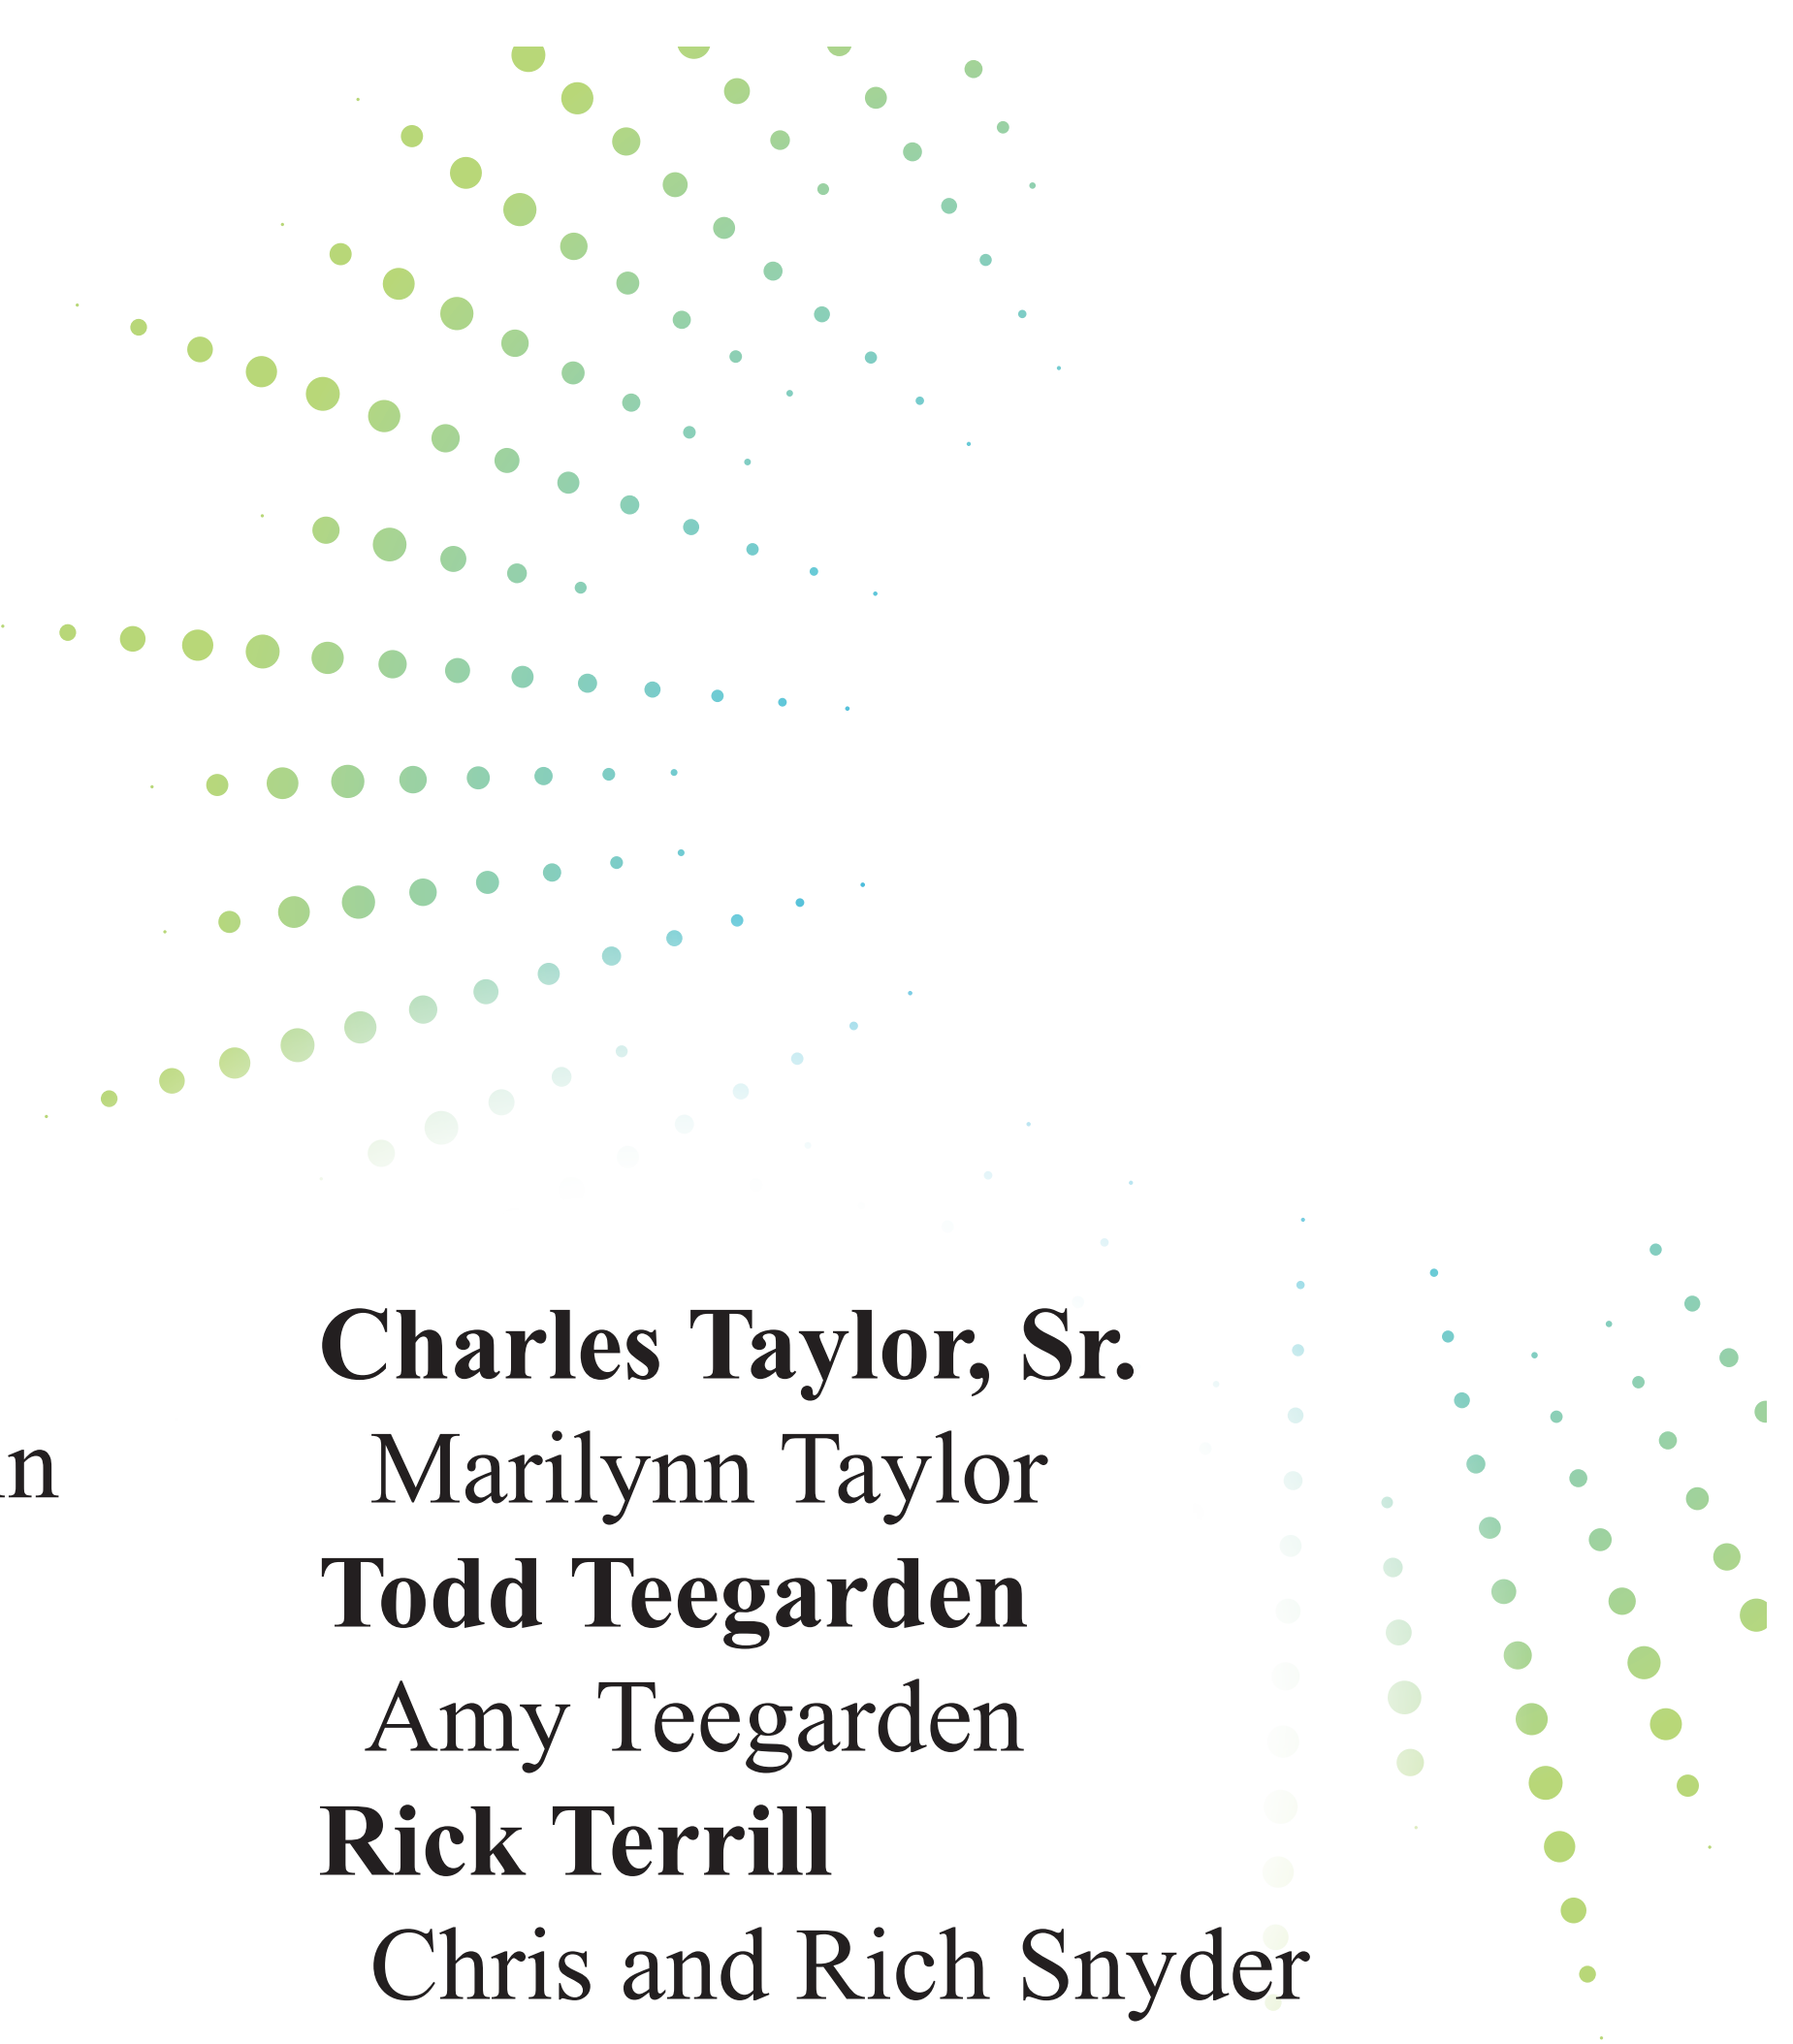 Charles Taylor, Sr.
n
Marilynn Taylor
Todd Teegarden
Amy Teegarden
Rick Terrill
Chris and Rich Snyder